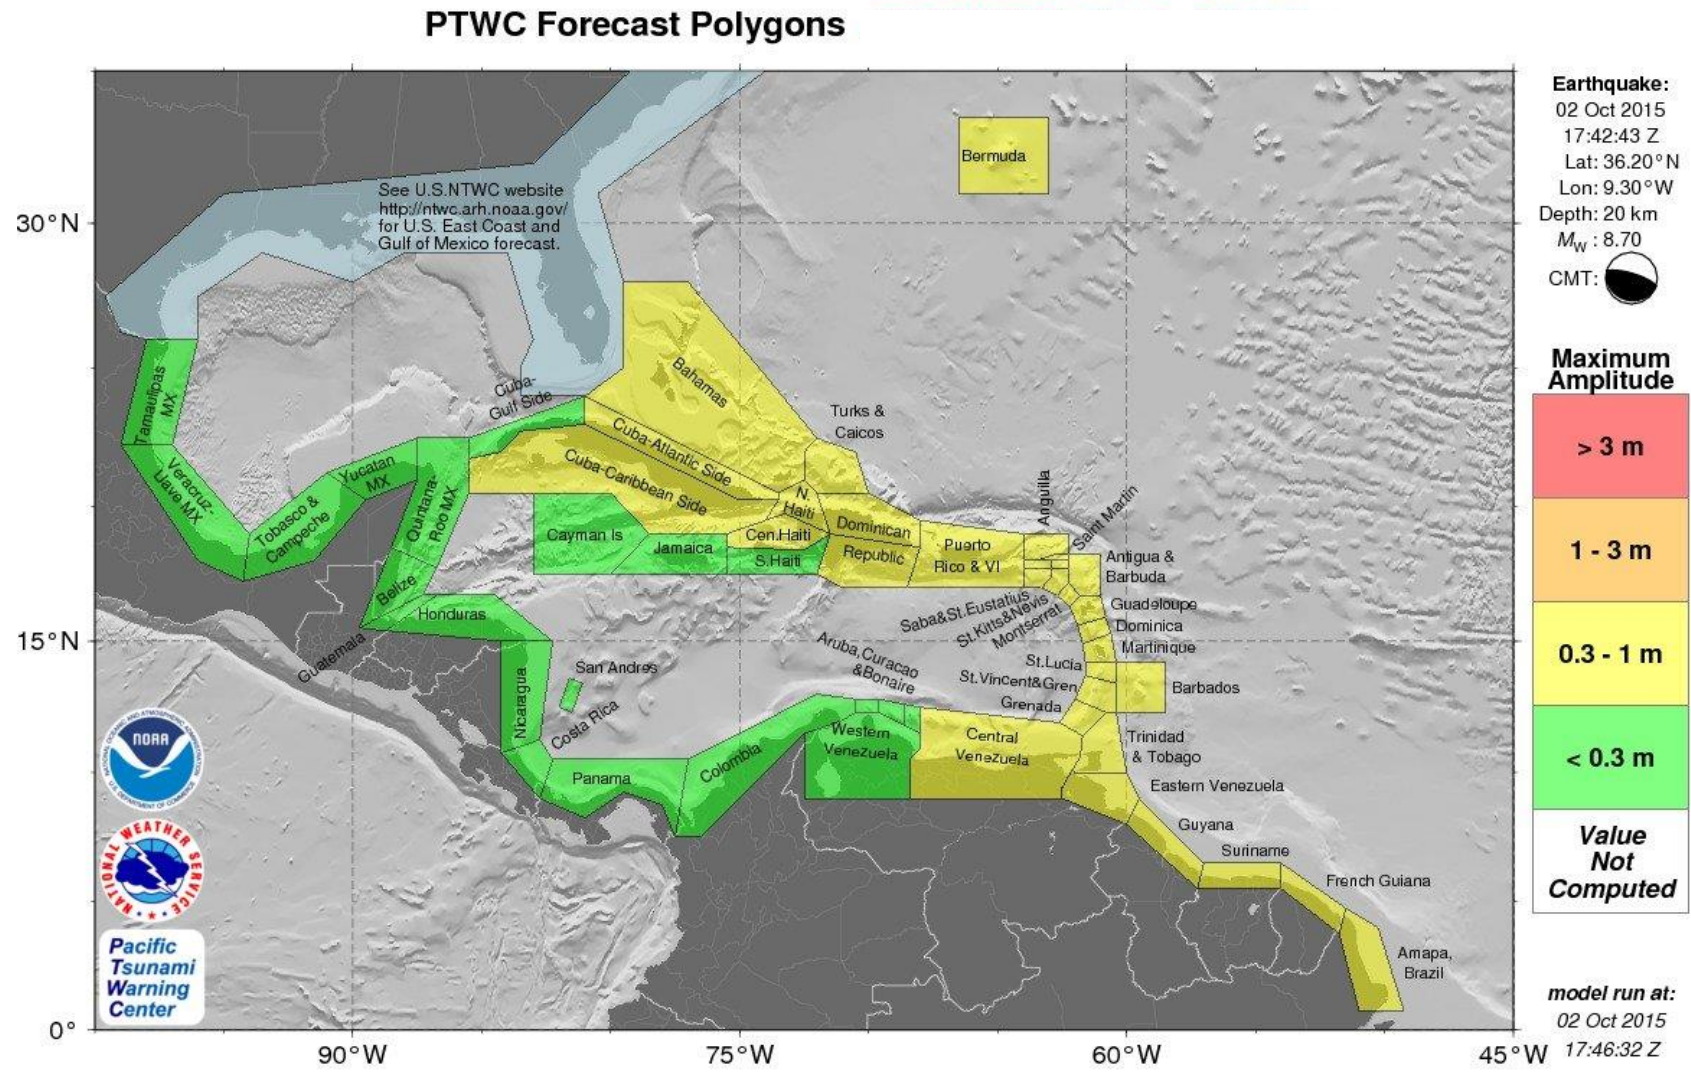 PTWC Forecast Polygons
30°N
15°N
0°
90°W
75°W
60°W
45°W
See U.S.NTWC website
http://ntwc.arh.noaa.gov/
for U.S. East Coast and
Gulf of Mexico forecast.
Bermuda
Tamaulipas
MX
Veracruz-
Llave MX
Tobasco &
Campeche
Yucatan
MX
Quintana-
Roo MX
Belize
Honduras
Guatemala
Nicaragua
San Andres
Costa Rica
Panama
Colombia
Cuba-
Gulf Side
Bahamas
Turks &
Caicos
Cuba-Atlantic Side
Cuba-Caribbean Side
Cayman Is
Jamaica
N.
Haiti
Cen.Haiti
S.Haiti
Dominican
Republic
Puerto
Rico & VI
Anguilla
Saint Martin
Antigua &
Barbuda
Saba&St.Eustatius
St.Kitts&Nevis
Montserrat
Guadeloupe
Dominica
Martinique
St.Lucia
St.Vincent&Gren
Grenada
Barbados
Aruba,Curacao
&Bonaire
Western
Venezuela
Central
Venezuela
Trinidad
& Tobago
Eastern Venezuela
Guyana
Suriname
French Guiana
Amapa,
Brazil
NATIONAL OCEANIC AND ATMOSPHERIC ADMINISTRATION
NOAA
U.S. DEPARTMENT OF COMMERCE
NATIONAL WEATHER SERVICE
Pacific
Tsunami
Warning
Center
Earthquake:
02 Oct 2015
17:42:43 Z
Lat: 36.20°N
Lon: 9.30°W
Depth: 20 km
MW : 8.70
CMT:
Maximum
Amplitude
> 3 m
1 - 3 m
0.3 - 1 m
< 0.3 m
Value
Not
Computed
model run at:
02 Oct 2015
17:46:32 Z